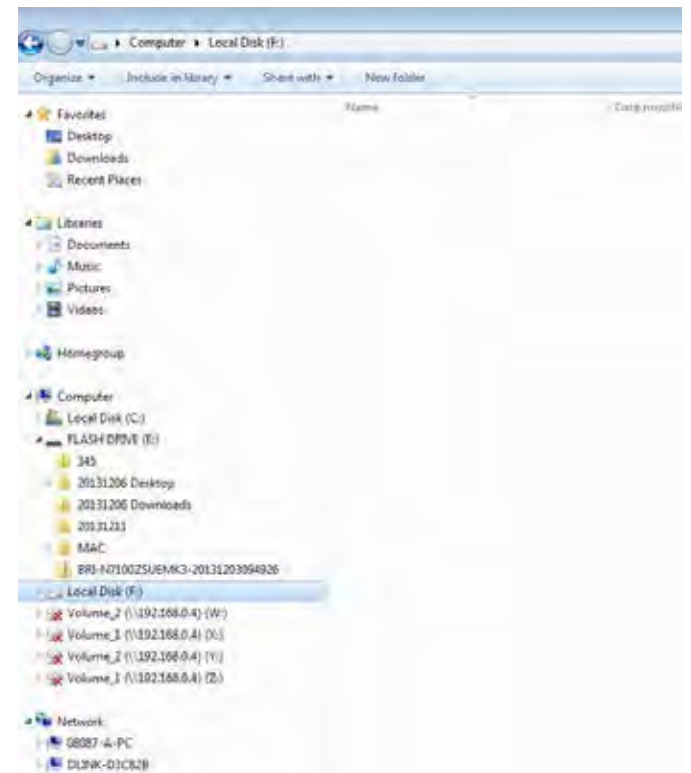 Computer ▸ Local Disk (F:)
Organize Include in library Share with New folder
Name
Favorites
Desktop
Downloads
Recent Places
Libraries
Documents
Music
Pictures
Videos
Homegroup
Computer
Local Disk (C:)
FLASH DRIVE (E:)
345
20131206 Desktop
20131206 Downloads
MAC
Local Disk (F:)
Volume_2 (\\192.168.0.4) (W:)
Volume_1 (\\192.168.0.4) (X:)
Volume_2 (\\192.168.0.4) (Y:)
Volume_1 (\\192.168.0.4) (Z:)
Network
08087-A-PC